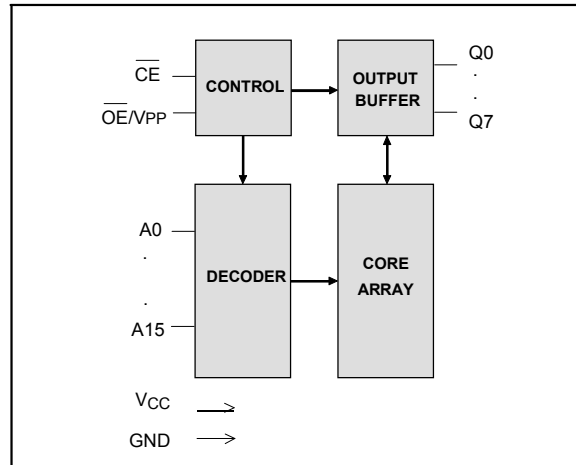 CE
OE/VPP
CONTROL
OUTPUT
BUFFER
Q0
.
.
Q7
A0
.
.
A15
DECODER
CORE
ARRAY
VCC
GND